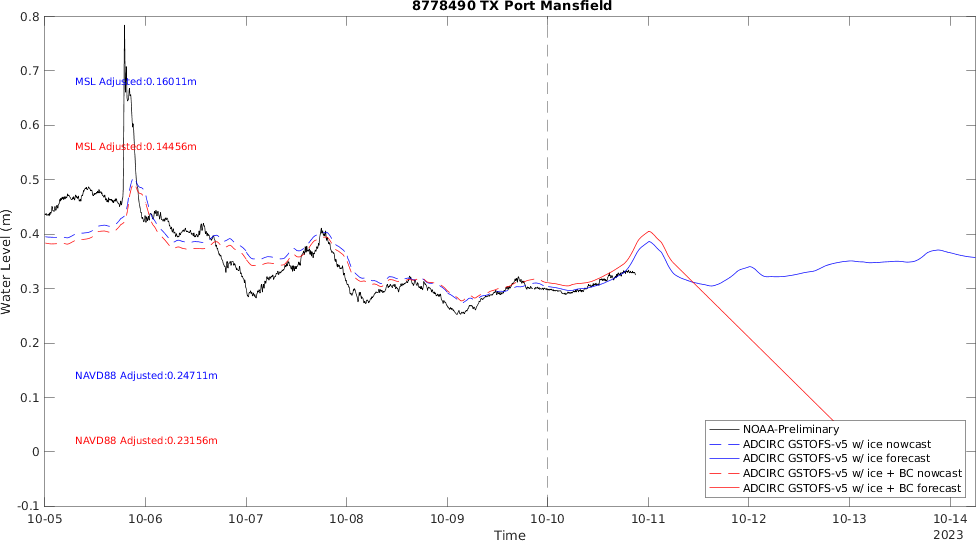 8778490 TX Port Mansfield
0.8
0.7
MSL Adjusted:0.16011m
0.6
MSL Adjusted:0.14456m
0.5
0.4
Water Level (m)
0.3
0.2
NAVD88 Adjusted:0.24711m
0.1
NAVD88 Adjusted:0.23156m
0
-0.1
NOAA-Preliminary
ADCIRC GSTOFS-v5 w/ ice nowcast
ADCIRC GSTOFS-v5 w/ ice forecast
ADCIRC GSTOFS-v5 w/ ice + BC nowcast
ADCIRC GSTOFS-v5 w/ ice + BC forecast
10-05 10-06 10-07 10-08 10-09 10-10 10-11 10-12 10-13 10-14
Time
2023